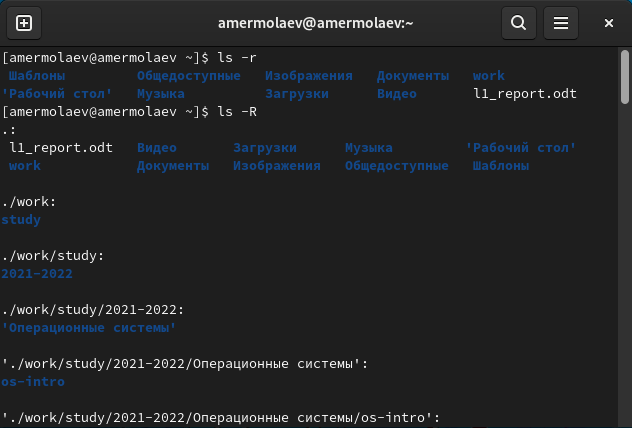 amermolaev@amermolaev:~
[amermolaev@amermolaev ~]$ ls -r
Шаблоны Общедоступные Изображения Документы work
'Рабочий стол' Музыка Загрузки Видео l1_report.odt
[amermolaev@amermolaev ~]$ ls -R
.:
l1_report.odt Видео Загрузки Музыка 'Рабочий стол'
work Документы Изображения Общедоступные Шаблоны
./work:
study
./work/study:
2021-2022
./work/study/2021-2022:
'Операционные системы'
'./work/study/2021-2022/Операционные системы':
os-intro
'./work/study/2021-2022/Операционные системы/os-intro':